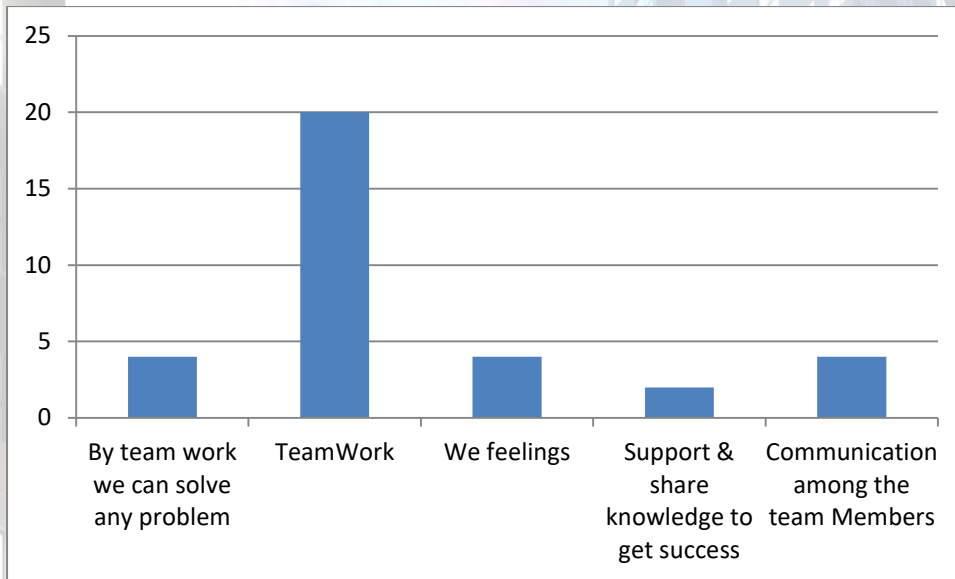 25
20
15
10
5
0
By team work
we can solve
any problem
TeamWork
We feelings
Support &
share
knowledge to
get success
Communication
among the
team Members